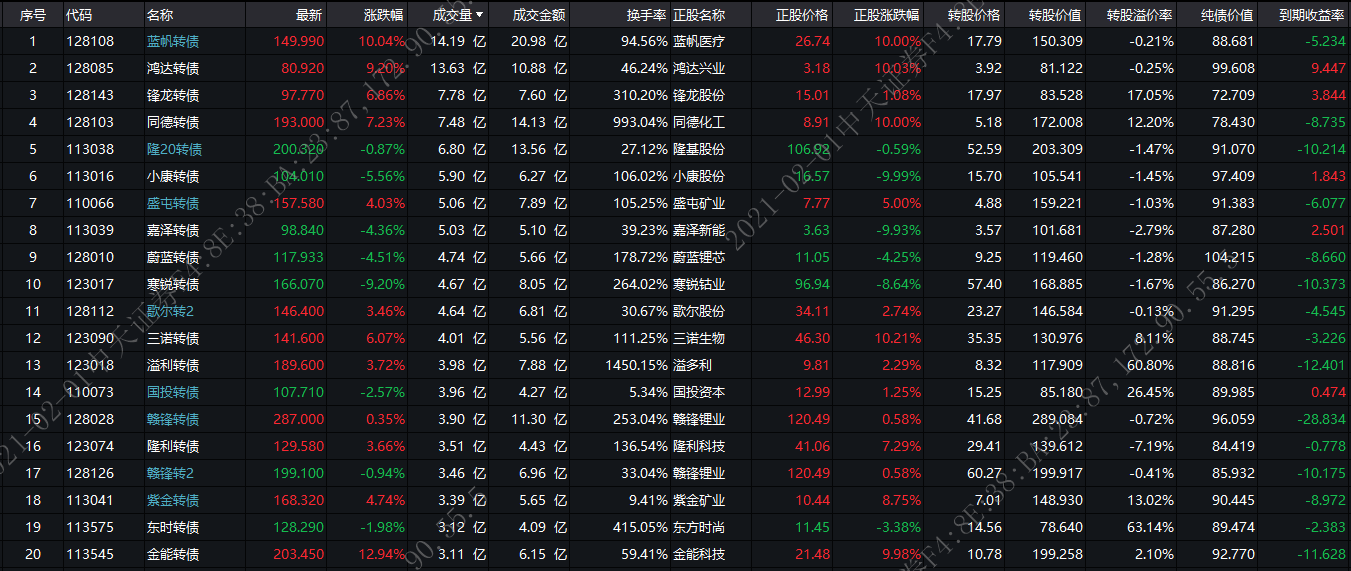 序号 代码 名称 最新 涨跌幅 成交量 成交金额 换手率 正股名称 正股价格 正股涨跌幅 转股价格 转股价值 转股溢价率 纯债价值 到期收益率
1 128108 蓝帆转债 149.990 10.04% 14.19 亿 20.98 亿 94.56% 蓝帆医疗 26.74 10.00% 17.79 150.309 -0.21% 88.681 -5.234
2 128085 鸿达转债 80.920 9.20% 13.63 亿 10.88 亿 46.24% 鸿达兴业 3.18 10.03% 3.92 81.122 -0.25% 99.608 9.447
3 128143 锋龙转债 97.770 6.86% 7.78 亿 7.60 亿 310.20% 锋龙股份 15.01 1.08% 17.97 83.528 17.05% 72.709 3.844
4 128103 同德转债 193.000 7.23% 7.48 亿 14.13 亿 993.04% 同德化工 8.91 10.00% 5.18 172.008 12.20% 78.430 -8.735
5 113038 隆20转债 200.320 -0.87% 6.80 亿 13.56 亿 27.12% 隆基股份 106.92 -0.59% 52.59 203.309 -1.47% 91.070 -10.214
6 113016 小康转债 104.010 -5.56% 5.90 亿 6.27 亿 106.02% 小康股份 16.57 -9.99% 15.70 105.541 -1.45% 97.409 1.843
7 110066 盛屯转债 157.580 4.03% 5.06 亿 7.89 亿 105.25% 盛屯矿业 7.77 5.00% 4.88 159.221 -1.03% 91.383 -6.077
8 113039 嘉泽转债 98.840 -4.36% 5.03 亿 5.10 亿 39.23% 嘉泽新能 3.63 -9.93% 3.57 101.681 -2.79% 87.280 2.501
9 128010 蔚蓝转债 117.933 -4.51% 4.74 亿 5.66 亿 178.72% 蔚蓝锂芯 11.05 -4.25% 9.25 119.460 -1.28% 104.215 -8.660
10 123017 寒锐转债 166.070 -9.20% 4.67 亿 8.05 亿 264.02% 寒锐钴业 96.94 -8.64% 57.40 168.885 -1.67% 86.270 -10.373
11 128112 歌尔转2 146.400 3.46% 4.64 亿 6.81 亿 30.67% 歌尔股份 34.11 2.74% 23.27 146.584 -0.13% 91.295 -4.545
12 123090 三诺转债 141.600 6.07% 4.01 亿 5.56 亿 111.25% 三诺生物 46.30 10.21% 35.35 130.976 8.11% 88.745 -3.226
13 123018 溢利转债 189.600 3.72% 3.98 亿 7.88 亿 1450.15% 溢多利 9.81 2.29% 8.32 117.909 60.80% 88.816 -12.401
14 110073 国投转债 107.710 -2.57% 3.96 亿 4.27 亿 5.34% 国投资本 12.99 1.25% 15.25 85.180 26.45% 89.985 0.474
15 128028 赣锋转债 287.000 0.35% 3.90 亿 11.30 亿 253.04% 赣锋锂业 120.49 0.58% 41.68 289.084 -0.72% 96.059 -28.834
16 123074 隆利转债 129.580 3.66% 3.51 亿 4.43 亿 136.54% 隆利科技 41.06 7.29% 29.41 139.612 -7.19% 84.419 -0.778
17 128126 赣锋转2 199.100 -0.94% 3.46 亿 6.96 亿 33.04% 赣锋锂业 120.49 0.58% 60.27 199.917 -0.41% 85.932 -10.175
18 113041 紫金转债 168.320 4.74% 3.39 亿 5.65 亿 9.41% 紫金矿业 10.44 8.75% 7.01 148.930 13.02% 90.445 -8.972
19 113575 东时转债 128.290 -1.98% 3.12 亿 4.09 亿 415.05% 东方时尚 11.45 -3.38% 14.56 78.640 63.14% 89.474 -2.383
20 113545 金能转债 203.450 12.94% 3.11 亿 6.15 亿 59.41% 金能科技 21.48 9.98% 10.78 199.258 2.10% 92.770 -11.628